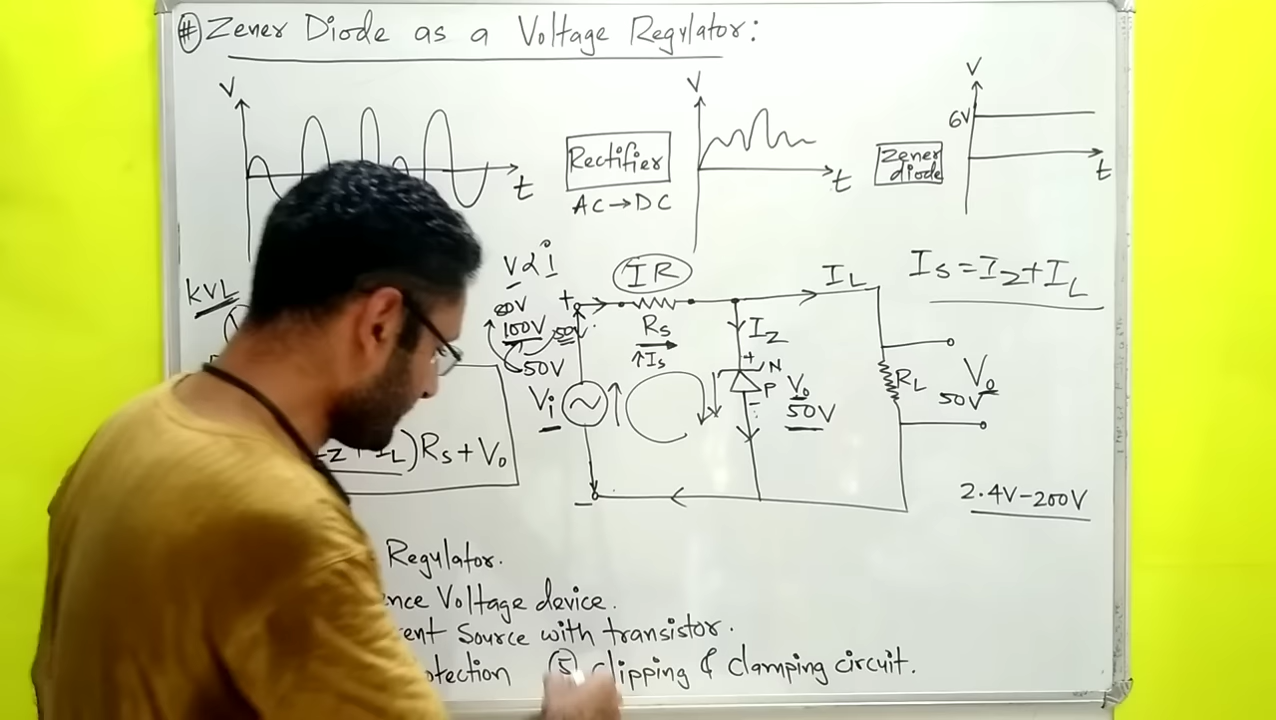 # Zener Diode as a Voltage Regulator:
V
t
Rectifier
AC→DC
V
t
Zener
diode
V
6V
t
KVL
V∝i
IR
IL
Is=Iz+IL
80V
100V
50
50V
+
Rs
↑Is
Iz
+
N
P
-
Vi
Vo
50V
RL
Vo
50V
)Rs+Vo
-
2.4V-200V
Regulator.
Voltage device.
Source with transistor.
⑤ clipping & clamping circuit.